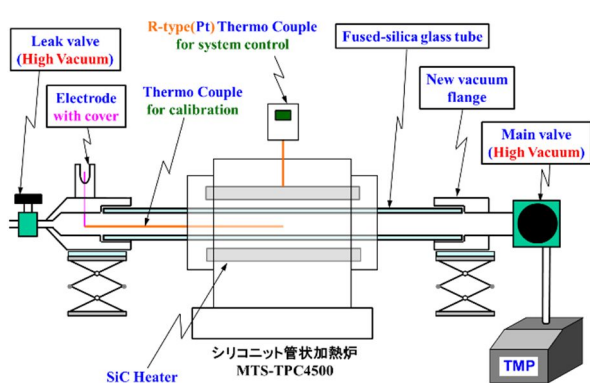 R-type(Pt) Thermo Couple
for system control
Fused-silica glass tube
Leak valve
(High Vacuum)
Electrode
with cover
Thermo Couple
for calibration
New vacuum
flange
Main valve
(High Vacuum)
シリコニット管状加熱炉
MTS-TPC4500
SiC Heater
TMP